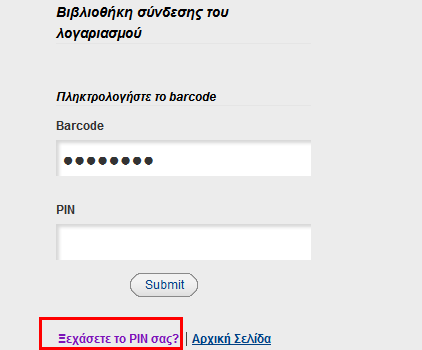 Βιβλιοθήκη σύνδεσης του
λογαριασμού
Πληκτρολογήστε το barcode
Barcode
●●●●●●●●
PIN
Submit
Ξεχάσετε το PIN σας? | Αρχική Σελίδα